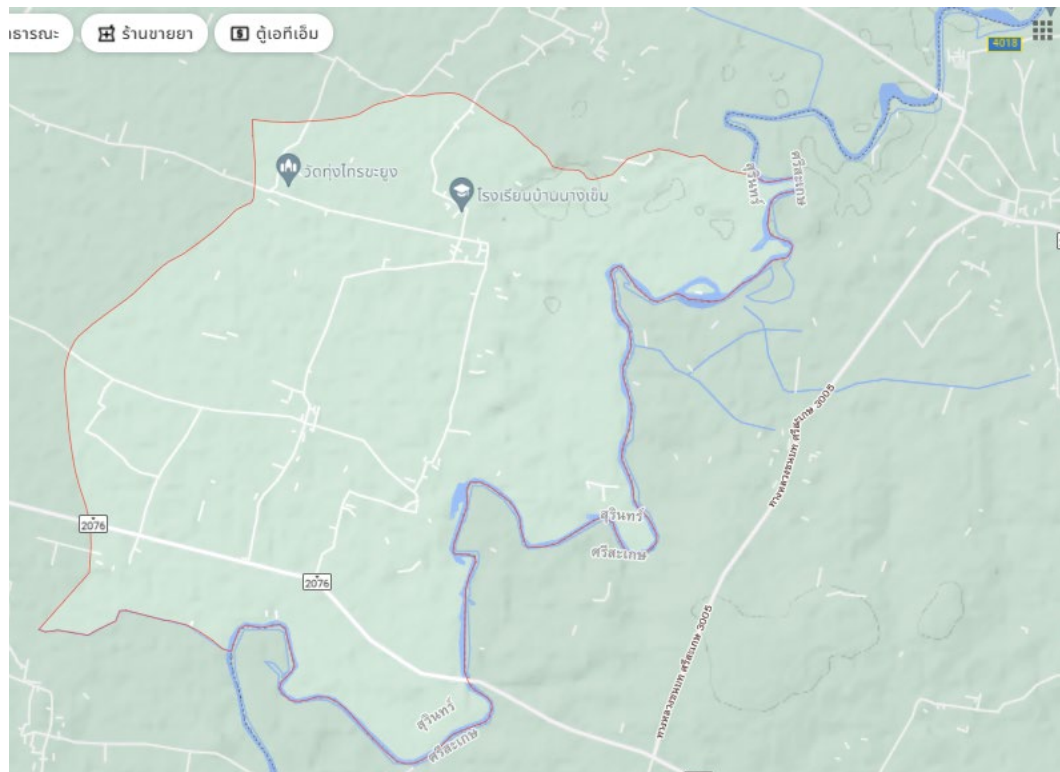 าธารณะ
ร้านขายยา
ตู้เอทีเอ็ม
4018
วัดทุ่งไทรขะยูง
โรงเรียนบ้านนางเข็ม
สุรินทร์
ศรีสะเกษ
ทางหลวงชนบท ศรีสะเกษ 3005
สุรินทร์
ศรีสะเกษ
2076
2076
ทางหลวงชนบท ศรีสะเกษ 3005
สุรินทร์
ศรีสะเกษ